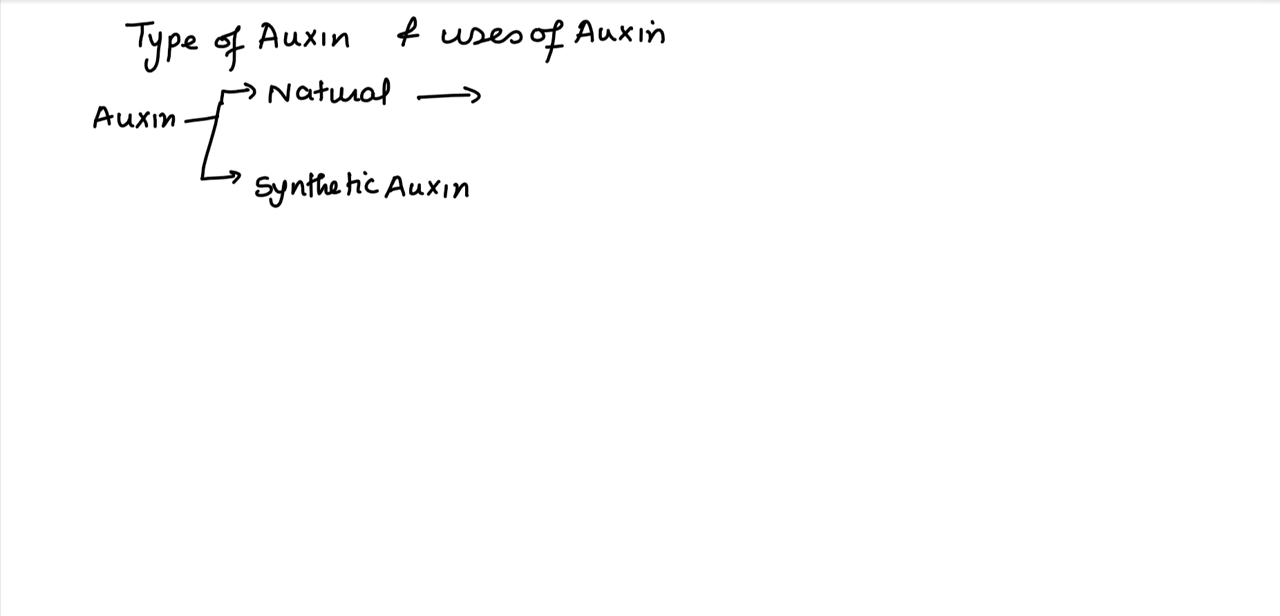 Type of Auxin & uses of Auxin
Natural →
Auxin
Synthetic Auxin